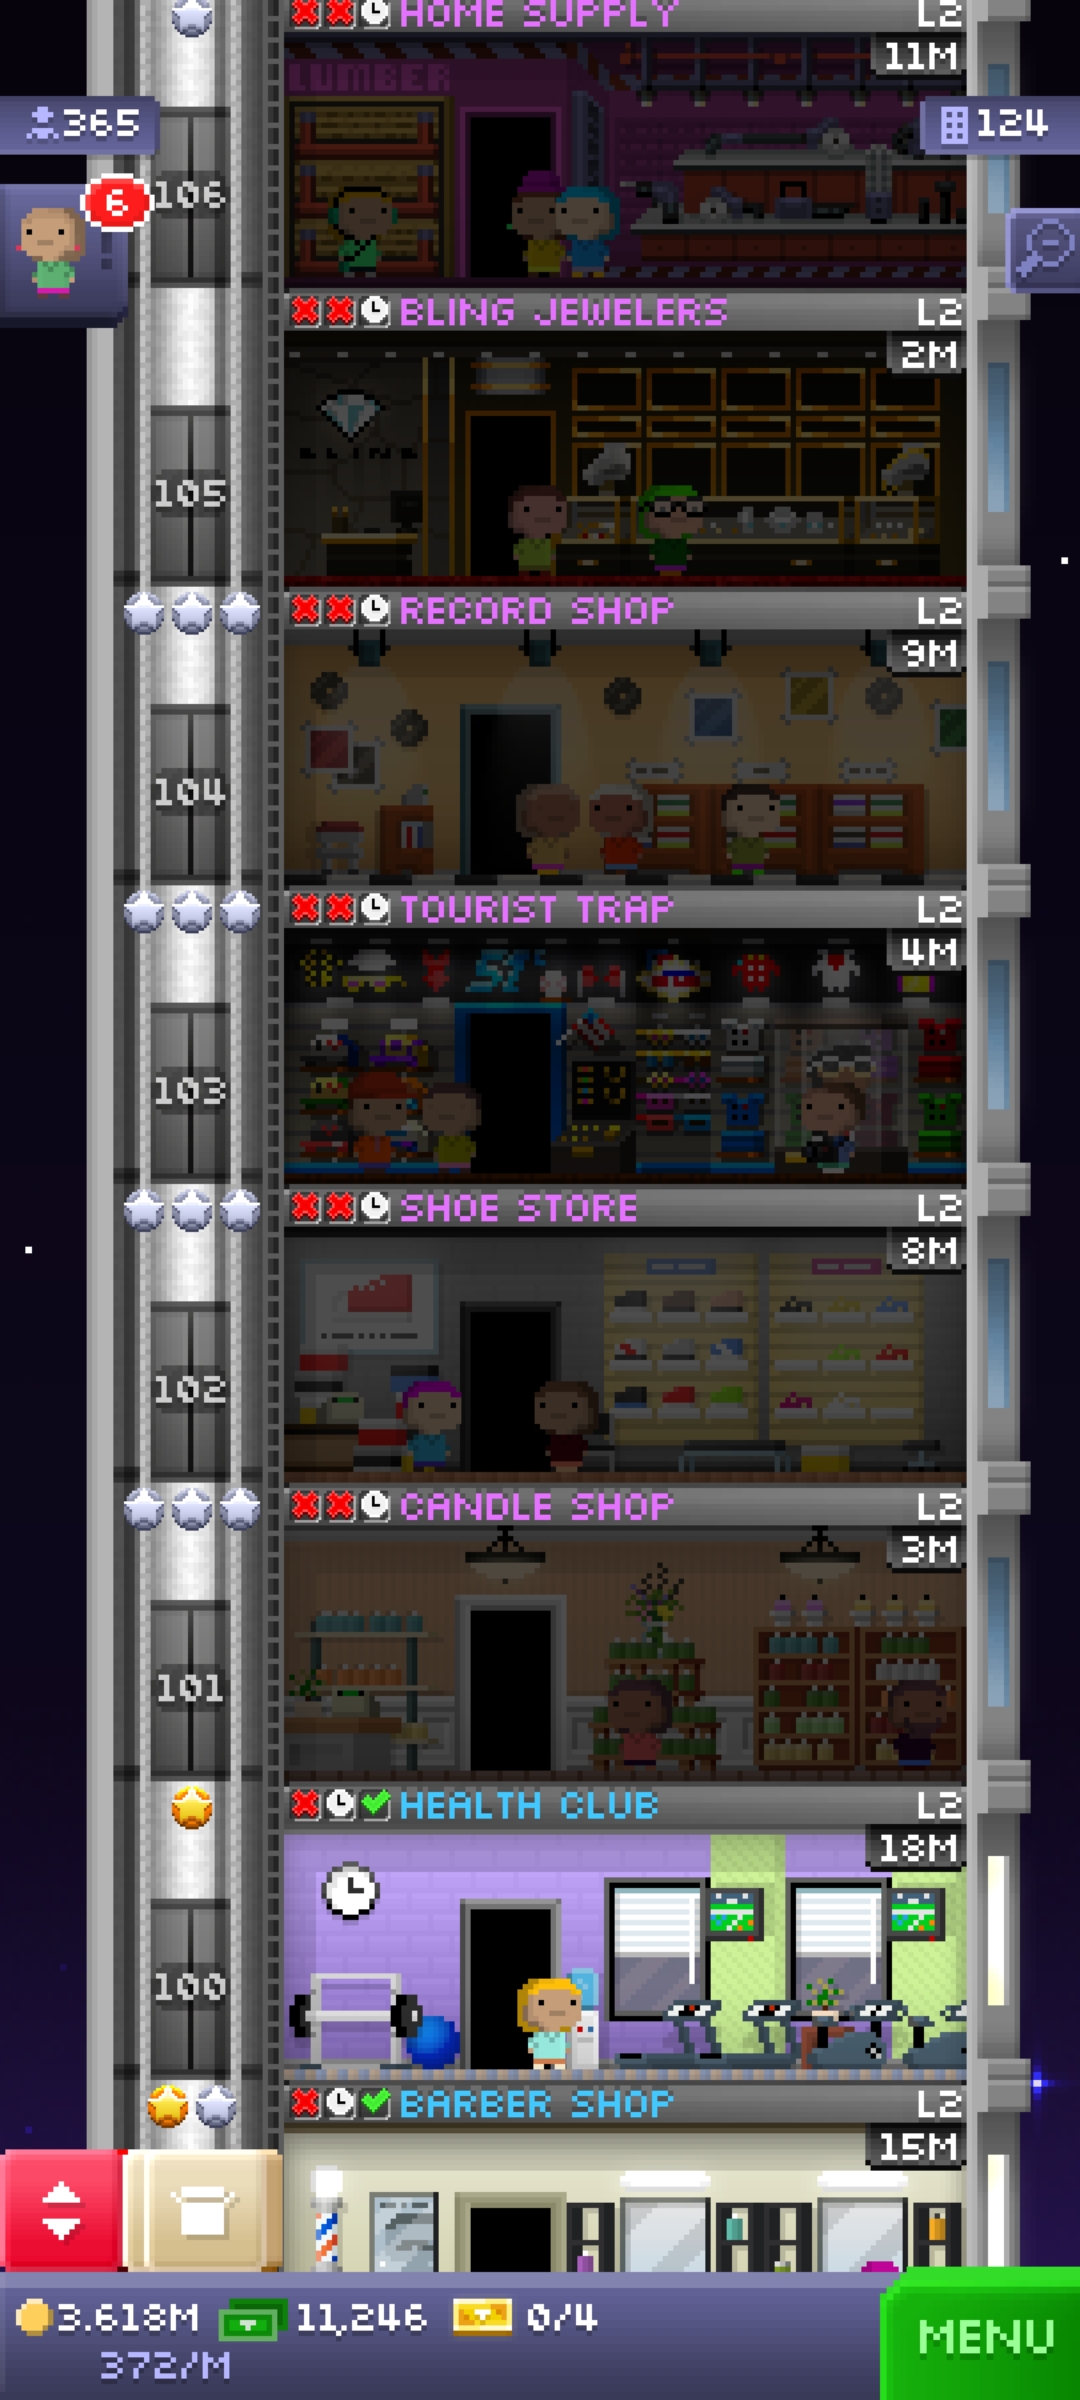 HOME SUPPLY L2
11M
LUMBER
365
124
6
106
BLING JEWELERS L2
2M
BLING
105
RECORD SHOP L2
9M
104
TOURIST TRAP L2
4M
103
SHOE STORE L2
8M
102
CANDLE SHOP L2
3M
101
HEALTH CLUB L2
18M
100
BARBER SHOP L2
15M
3.618M 11,246 0/4
372/M
MENU